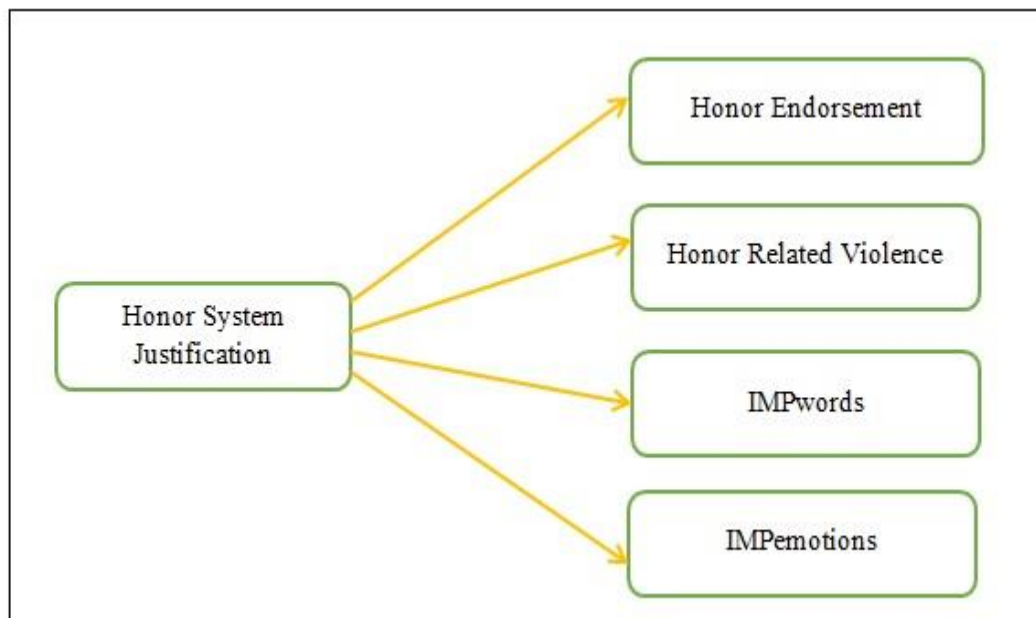 Honor Endorsement
Honor Related Violence
Honor System
Justification
IMPwords
IMPemotions